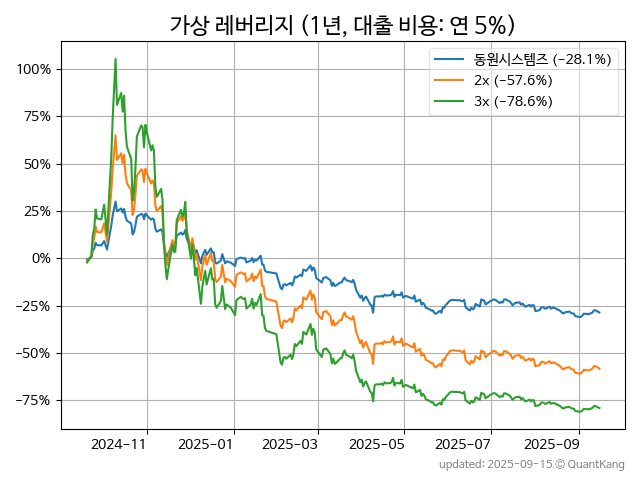 가상 레버리지 (1년, 대출 비용: 연 5%)
동원시스템즈 (−28.1%)
2x (−57.6%)
3x (−78.6%)
100%
75%
50%
25%
0%
−25%
−50%
−75%
2024-11
2025-01
2025-03
2025-05
2025-07
2025-09
updated: 2025-09-15 © QuantKang